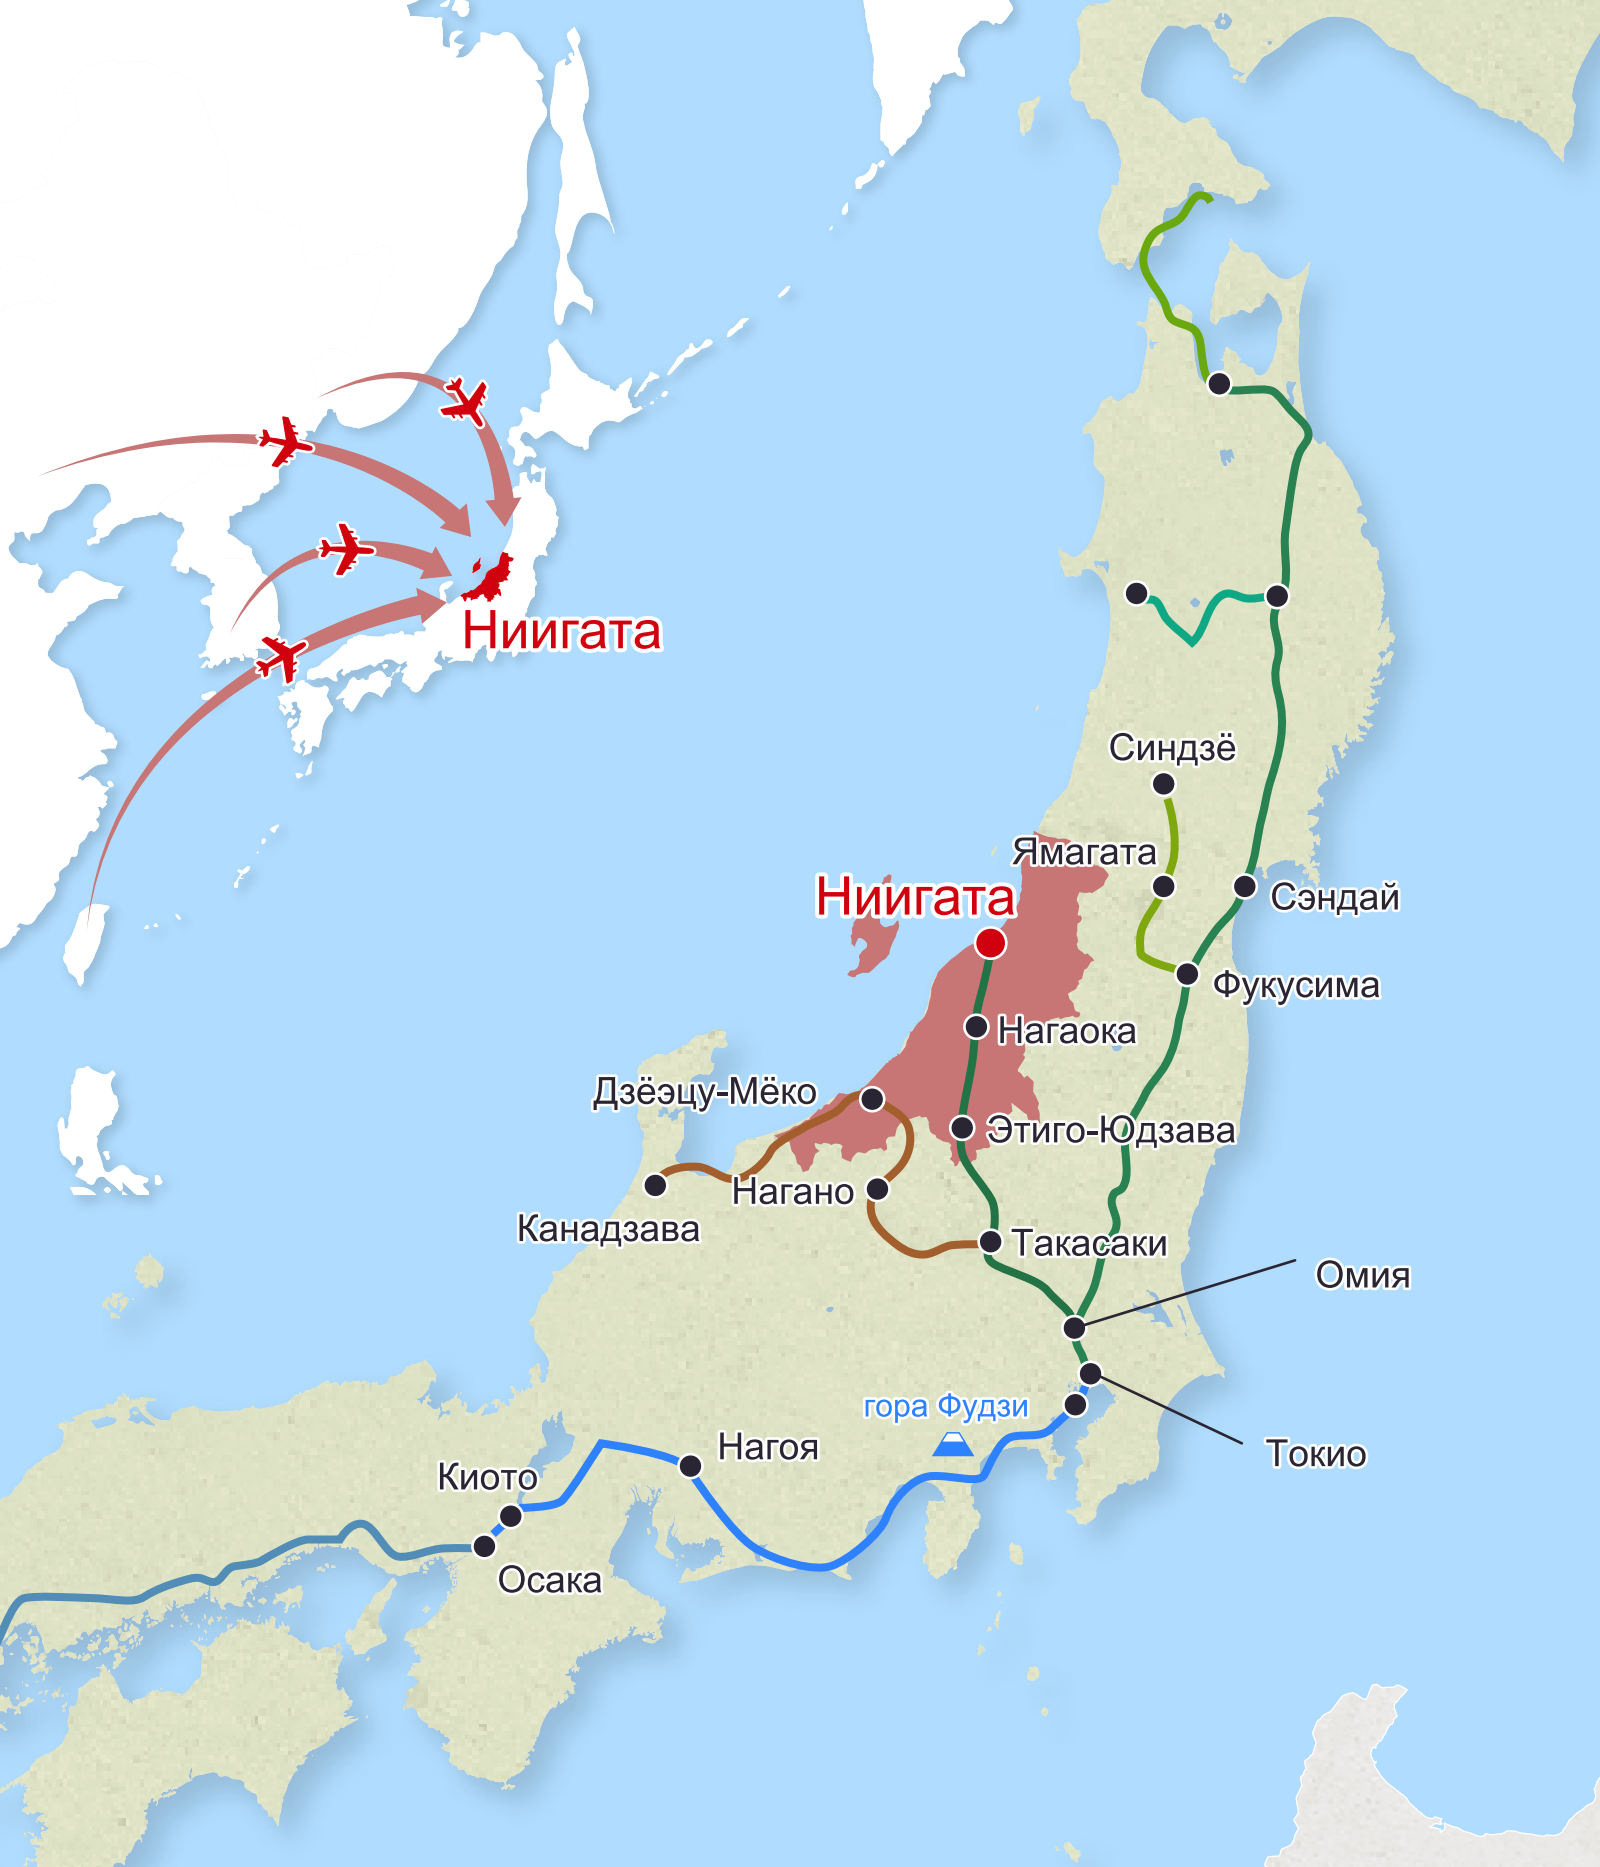 Ниигата
Синдзё
Ямагата
Ниигата
Сэндай
Фукусима
Нагаока
Дзёэцу-Мёко
Этиго-Юдзава
Нагано
Канадзава
Такасаки
Омия
гора Фудзи
Нагоя
Токио
Киото
Осака